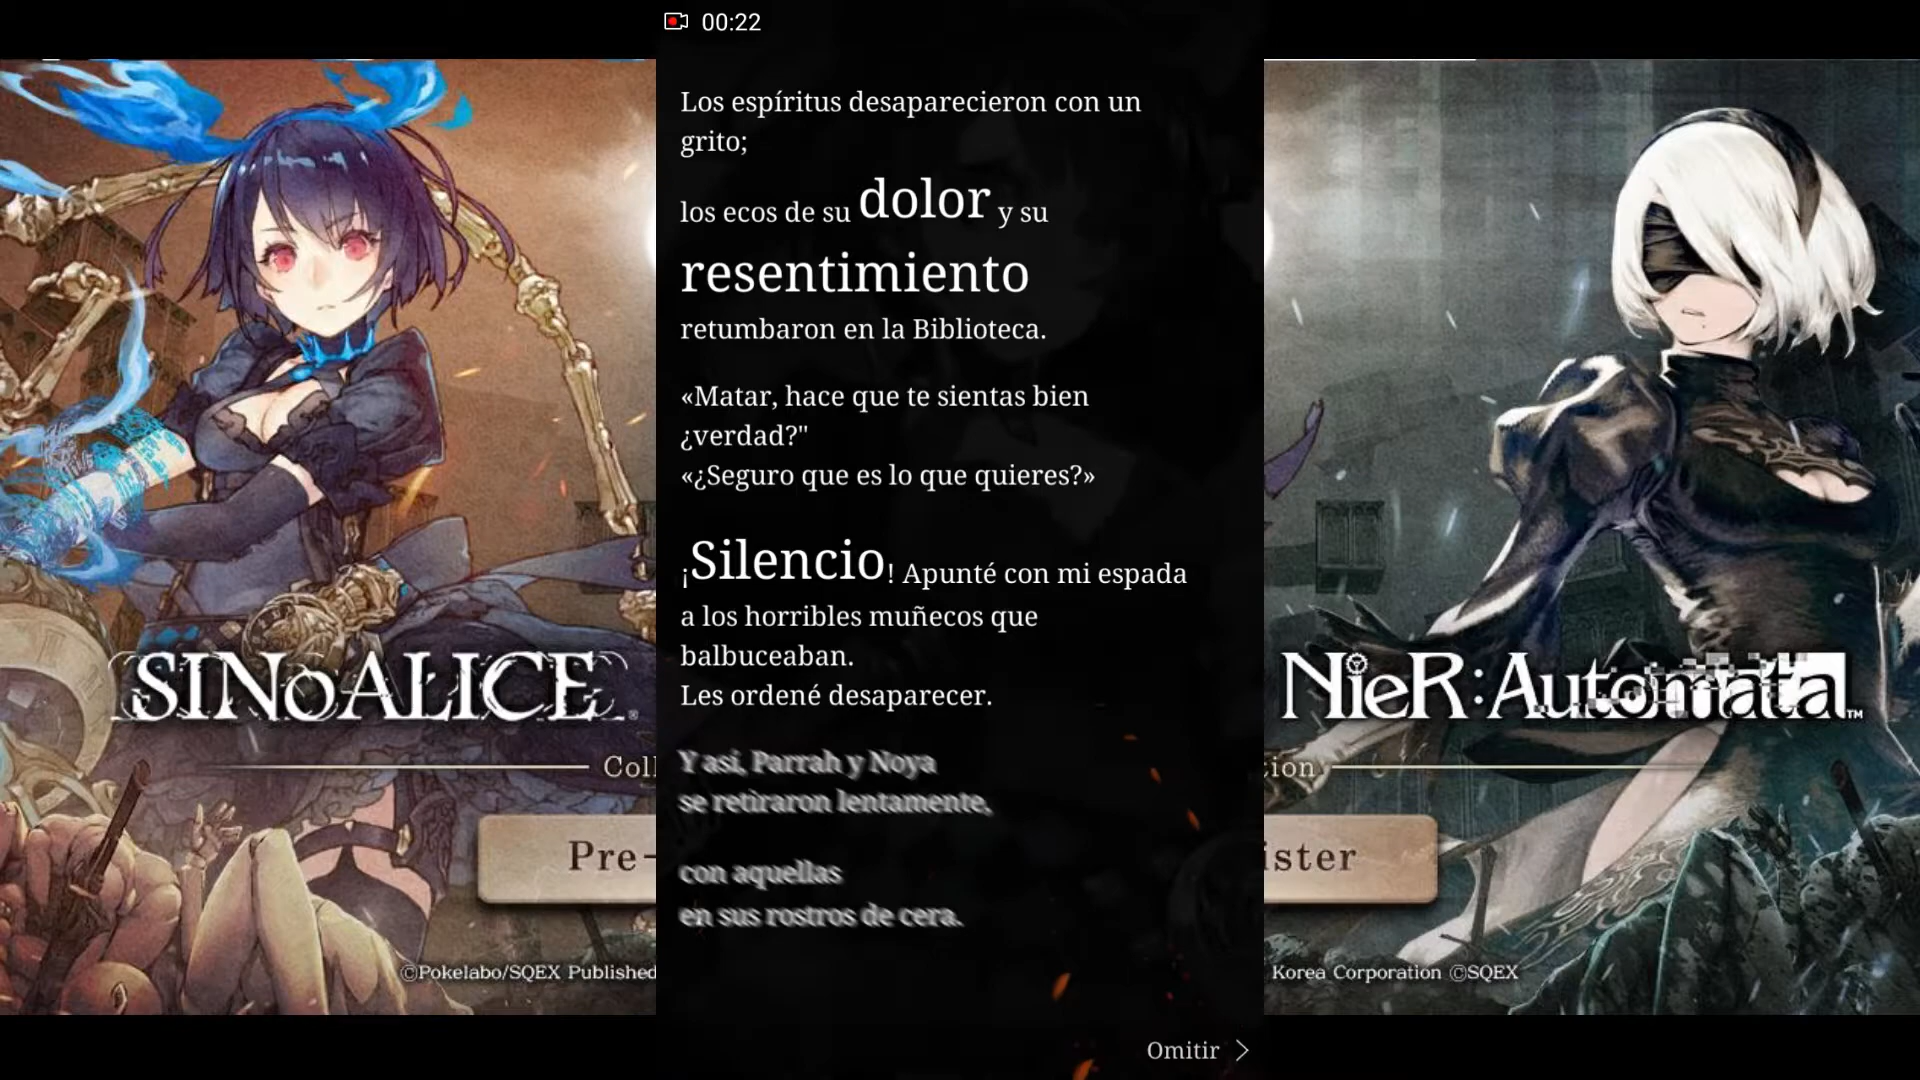 00:22
Los espíritus desaparecieron con un
grito;
los ecos de su dolor y su
resentimiento
retumbaron en la Biblioteca.
«Matar, hace que te sientas bien
¿verdad?"
«¿Seguro que es lo que quieres?»
¡Silencio! Apunté con mi espada
a los horribles muñecos que
balbuceaban.
Les ordené desaparecer.
Y así, Parrah y Noya
se retiraron lentamente,
con aquellas
en sus rostros de cera.
Omitir
SINoALICE
Coll
Pre-
©Pokelabo/SQEX Published
NieR:Automata™
tion
ister
Korea Corporation ©SQEX